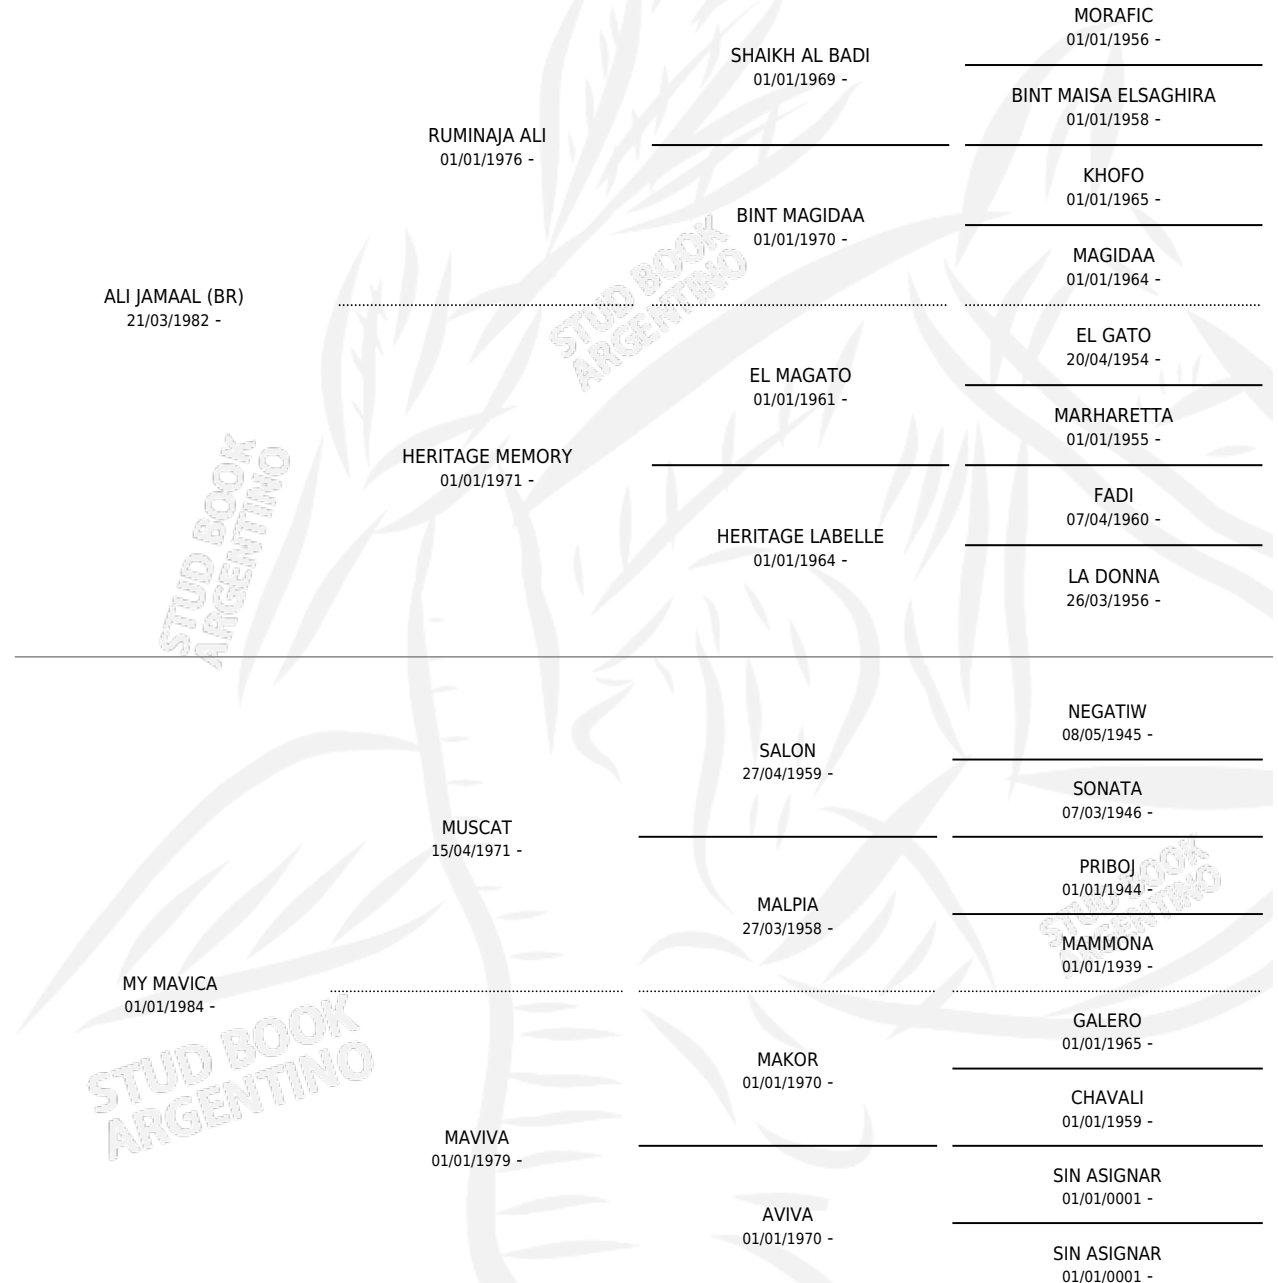 MORAFIC
01/01/1956 -
SHAIKH AL BADI
01/01/1969 -
BINT MAISA ELSAGHIRA
01/01/1958 -
RUMINAJA ALI
01/01/1976 -
KHOFO
01/01/1965 -
BINT MAGIDAA
01/01/1970 -
MAGIDAA
01/01/1964 -
ALI JAMAAL (BR)
21/03/1982 -
EL GATO
20/04/1954 -
EL MAGATO
01/01/1961 -
MARHARETTA
01/01/1955 -
HERITAGE MEMORY
01/01/1971 -
FADI
07/04/1960 -
HERITAGE LABELLE
01/01/1964 -
LA DONNA
26/03/1956 -
NEGATIW
08/05/1945 -
SALON
27/04/1959 -
SONATA
07/03/1946 -
MUSCAT
15/04/1971 -
PRIBOJ
01/01/1944 -
MALPIA
27/03/1958 -
MAMMONA
01/01/1939 -
MY MAVICA
01/01/1984 -
GALERO
01/01/1965 -
MAKOR
01/01/1970 -
CHAVALI
01/01/1959 -
MAVIVA
01/01/1979 -
SIN ASIGNAR
01/01/0001 -
AVIVA
01/01/1970 -
SIN ASIGNAR
01/01/0001 -
STUD BOOK
ARGENTINO
STUD BOOK
ARGENTINO
STUD BOOK
ARGENTINO
STUD BOOK
ARGENTINO